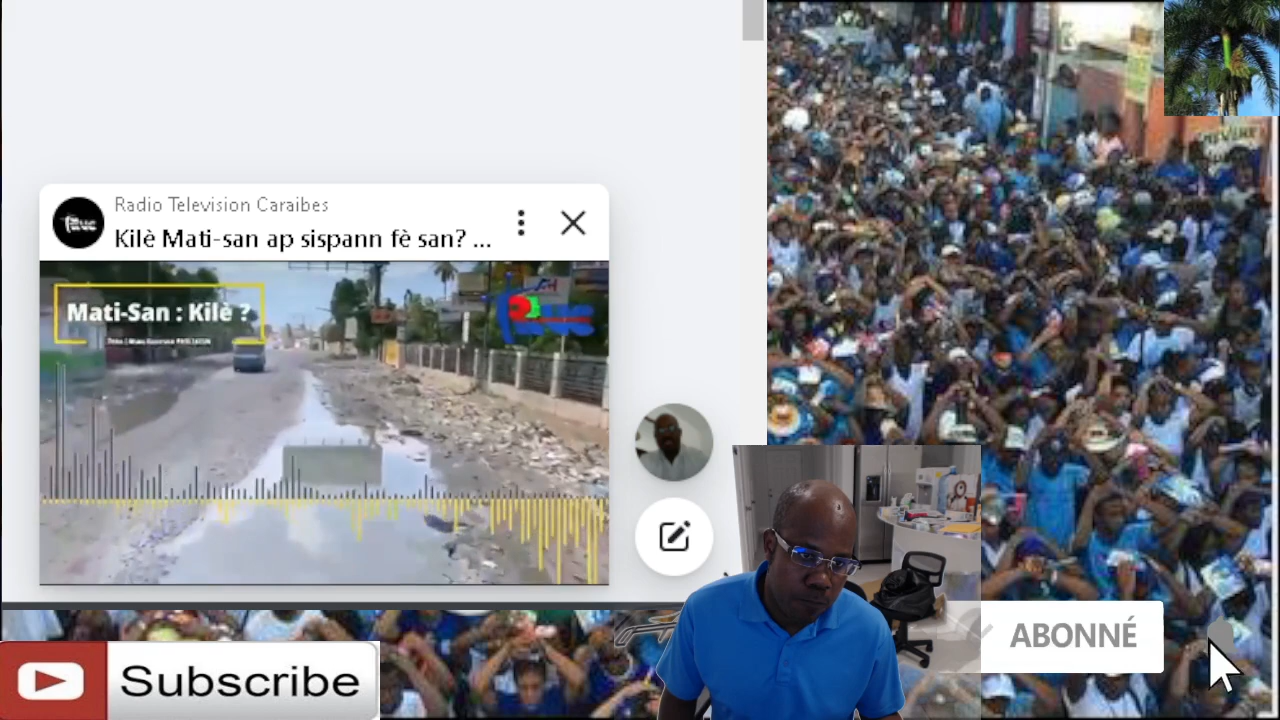 Radio Television Caraibes
Kilè Mati-san ap sispann fè san? ...
Mati-San : Kilè ?
Subscribe
ABONNÉ